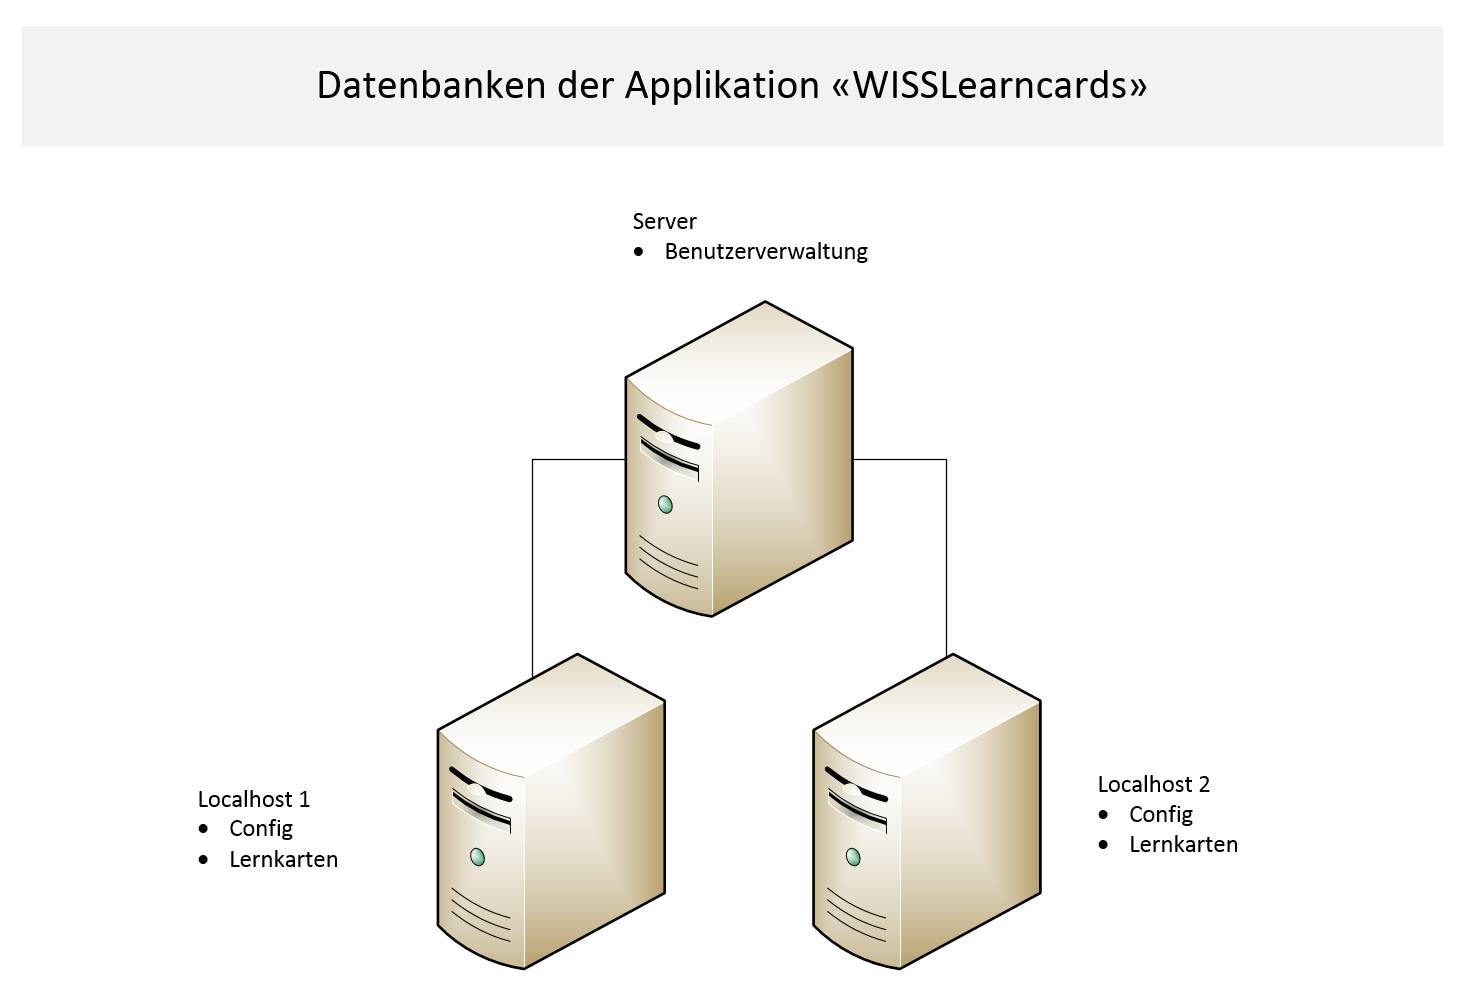 Datenbanken der Applikation «WISSLearncards»
Server
• Benutzerverwaltung
Localhost 1
• Config
• Lernkarten
Localhost 2
• Config
• Lernkarten